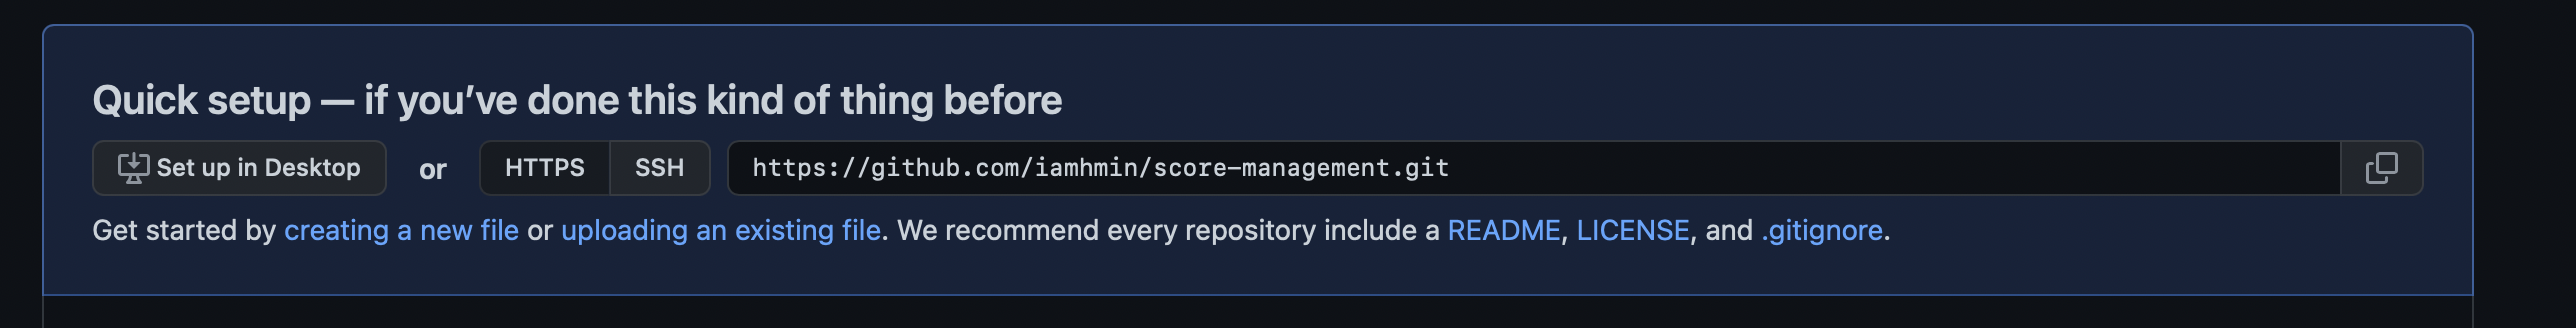 Quick setup — if you’ve done this kind of thing before
Set up in Desktop or HTTPS SSH https://github.com/iamhmin/score-management.git
Get started by creating a new file or uploading an existing file. We recommend every repository include a README, LICENSE, and .gitignore.